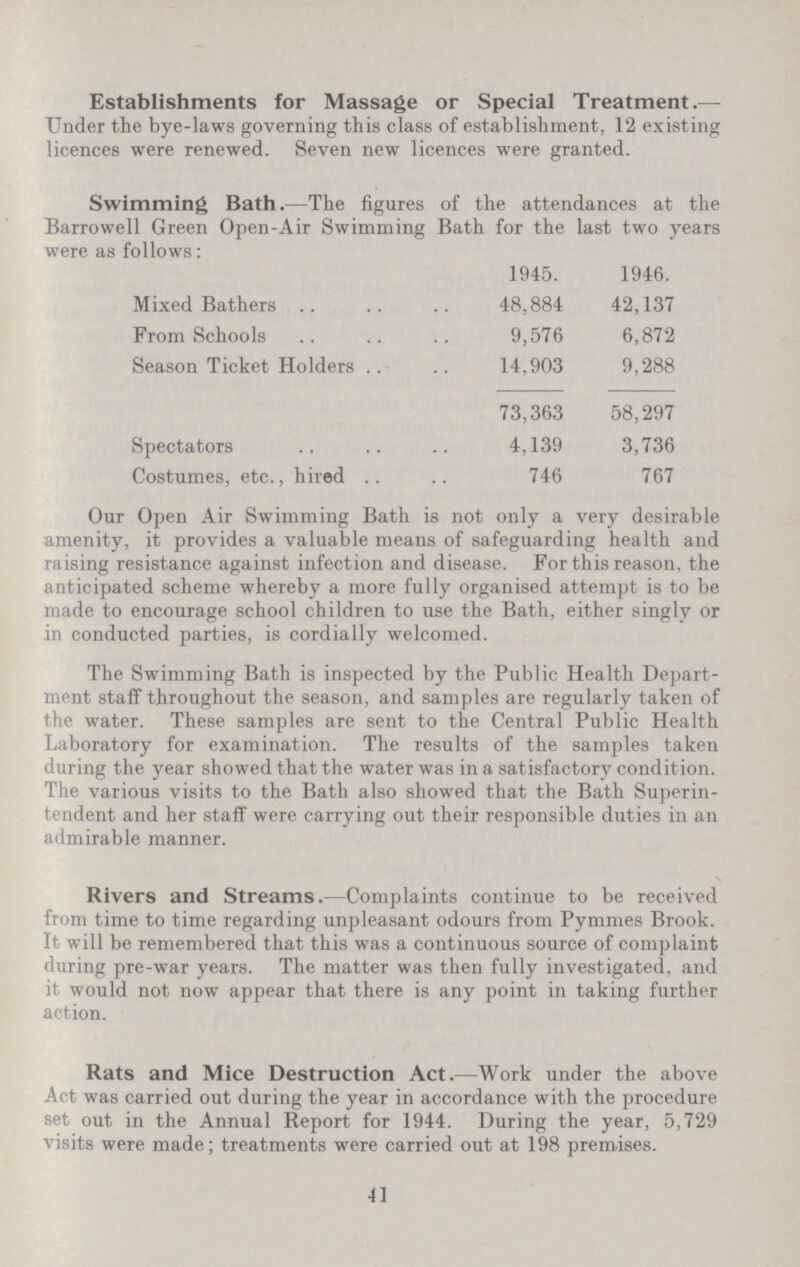 Establishments for Massage or Special Treatment.—
Under the bye-laws governing this class of establishment, 12 existing
licences were renewed. Seven new licences were granted.
Swimming Bath.—The figures of the attendances at the
Barrowell Green Open-Air Swimming Bath for the last two years
were as follows:
1945. 1946.
Mixed Bathers .. .. .. 48,884 42,137
From Schools .. .. .. 9,576 6,872
Season Ticket Holders .. .. 14,903 9,288
73,363 58,297
Spectators .. .. .. 4,139 3,736
Costumes, etc., hired .. .. 746 767
Our Open Air Swimming Bath is not only a very desirable
amenity, it provides a valuable means of safeguarding health and
raising resistance against infection and disease. For this reason, the
anticipated scheme whereby a more fully organised attempt is to be
made to encourage school children to use the Bath, either singly or
in conducted parties, is cordially welcomed.
The Swimming Bath is inspected by the Public Health Depart-
ment staff throughout the season, and samples are regularly taken of
the water. These samples are sent to the Central Public Health
Laboratory for examination. The results of the samples taken
during the year showed that the water was in a satisfactory condition.
The various visits to the Bath also showed that the Bath Superin-
tendent and her staff were carrying out their responsible duties in an
admirable manner.
Rivers and Streams.—Complaints continue to be received
from time to time regarding unpleasant odours from Pymmes Brook.
It will be remembered that this was a continuous source of complaint
during pre-war years. The matter was then fully investigated, and
it would not now appear that there is any point in taking further
action.
Rats and Mice Destruction Act.—Work under the above
Act was carried out during the year in accordance with the procedure
set out in the Annual Report for 1944. During the year, 5,729
visits were made; treatments were carried out at 198 premises.
41